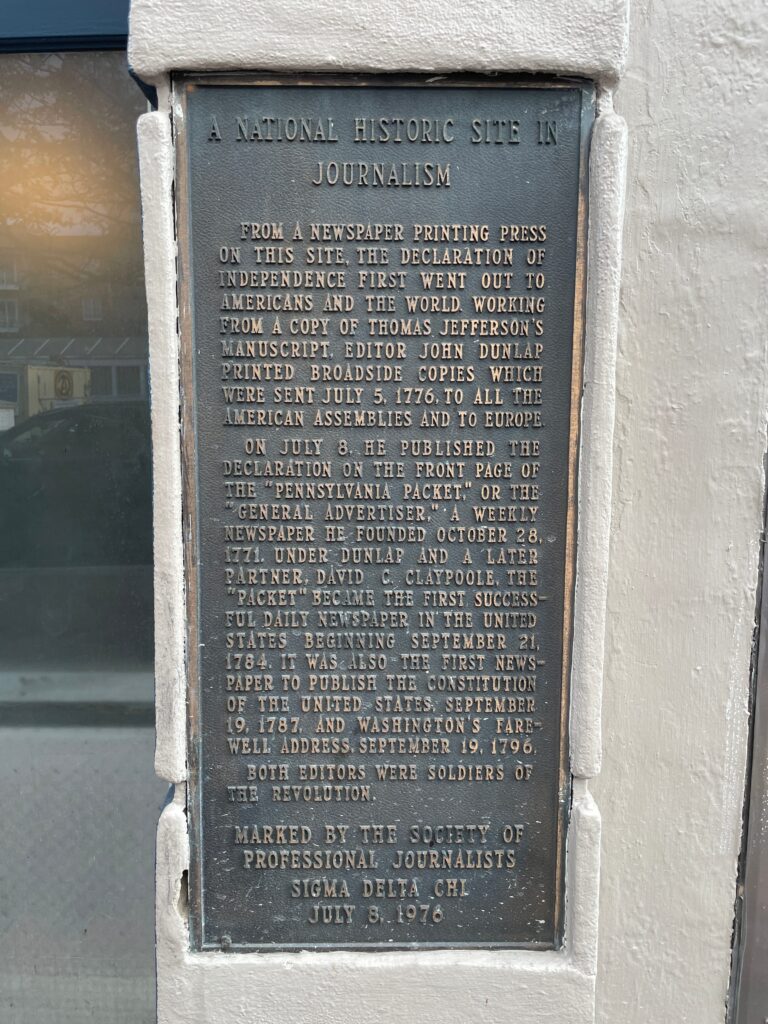 A NATIONAL HISTORIC SITE IN
JOURNALISM
FROM A NEWSPAPER PRINTING PRESS
ON THIS SITE, THE DECLARATION OF
INDEPENDENCE FIRST WENT OUT TO
AMERICANS AND THE WORLD. WORKING
FROM A COPY OF THOMAS JEFFERSON'S
MANUSCRIPT, EDITOR JOHN DUNLAP
PRINTED BROADSIDE COPIES WHICH
WERE SENT JULY 5, 1776, TO ALL THE
AMERICAN ASSEMBLIES AND TO EUROPE.
ON JULY 8, HE PUBLISHED THE
DECLARATION ON THE FRONT PAGE OF
THE "PENNSYLVANIA PACKET," OR THE
"GENERAL ADVERTISER," A WEEKLY
NEWSPAPER HE FOUNDED OCTOBER 28,
1771. UNDER DUNLAP AND A LATER
PARTNER, DAVID C. CLAYPOOLE, THE
"PACKET" BECAME THE FIRST SUCCESS-
FUL DAILY NEWSPAPER IN THE UNITED
STATES BEGINNING SEPTEMBER 21,
1784. IT WAS ALSO THE FIRST NEWS-
PAPER TO PUBLISH THE CONSTITUTION
OF THE UNITED STATES, SEPTEMBER
19, 1787, AND WASHINGTON'S FARE-
WELL ADDRESS, SEPTEMBER 19, 1796.
BOTH EDITORS WERE SOLDIERS OF
THE REVOLUTION.
MARKED BY THE SOCIETY OF
PROFESSIONAL JOURNALISTS
SIGMA DELTA CHI
JULY 8, 1976